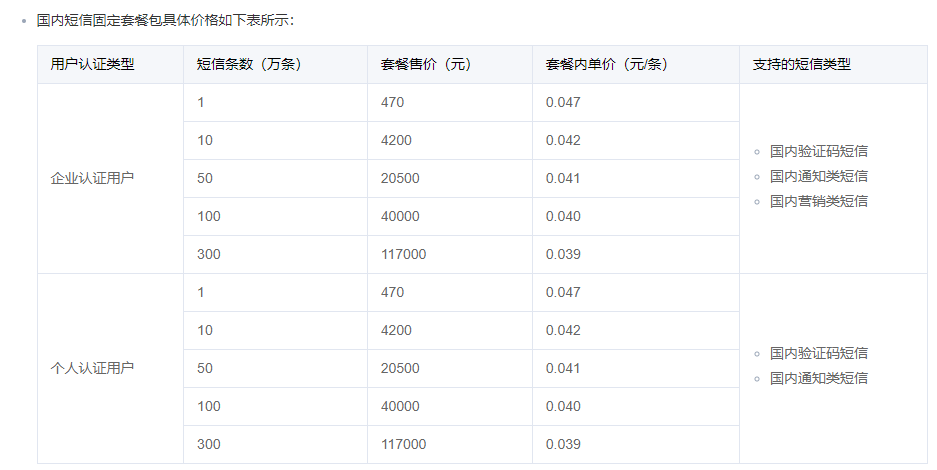 国内短信固定套餐包具体价格如下表所示：
用户认证类型 短信条数（万条） 套餐售价（元） 套餐内单价（元/条） 支持的短信类型
企业认证用户
1 470 0.047
10 4200 0.042
50 20500 0.041
100 40000 0.040
300 117000 0.039
国内验证码短信
国内通知类短信
国内营销类短信
个人认证用户
1 470 0.047
10 4200 0.042
50 20500 0.041
100 40000 0.040
300 117000 0.039
国内验证码短信
国内通知类短信